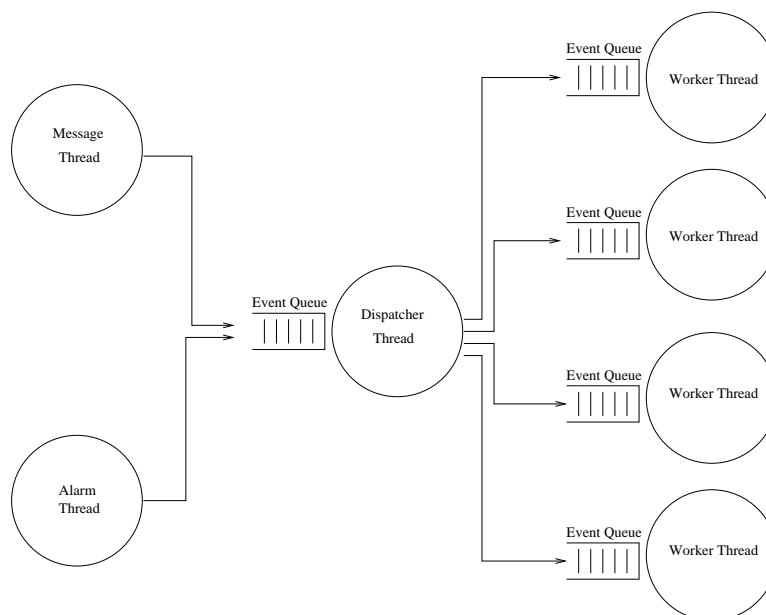 Message
Thread
Alarm
Thread
Event Queue
Dispatcher
Thread
Event Queue
Worker Thread
Event Queue
Worker Thread
Event Queue
Worker Thread
Event Queue
Worker Thread